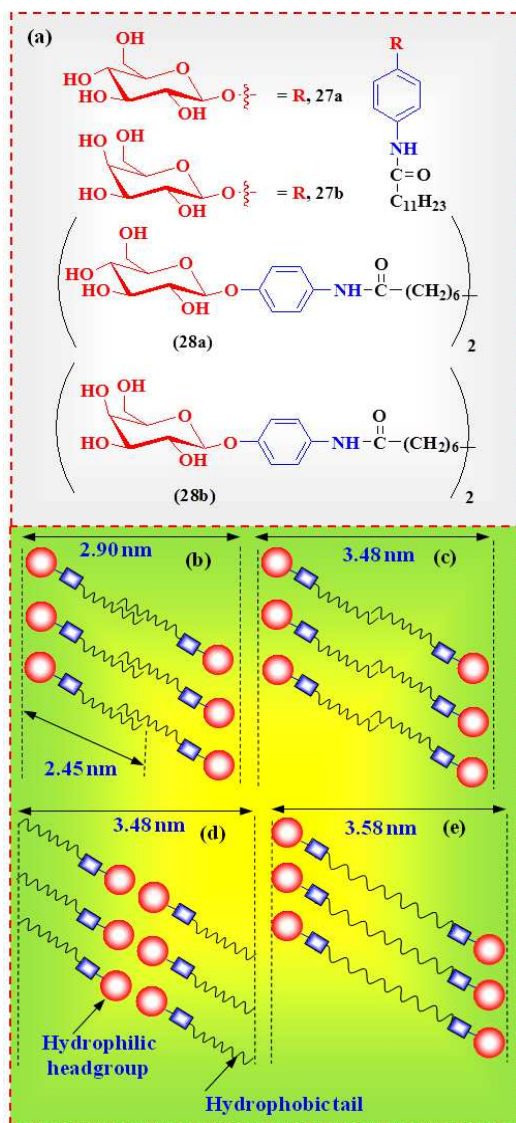 (a)
OH
HO
HO
OH
O
O
= R, 27a
OH
OH
HO
OH
O
O
= R, 27b
R
NH
C=O
C11H23
OH
HO
HO
OH
O
O
NH
O
C
(CH2)6
2
(28a)
OH
OH
HO
OH
O
O
NH
O
C
(CH2)6
2
(28b)
2.90 nm
(b)
3.48 nm
(c)
2.45 nm
3.48 nm
(d)
3.58 nm
(e)
Hydrophilic
headgroup
Hydrophobic tail